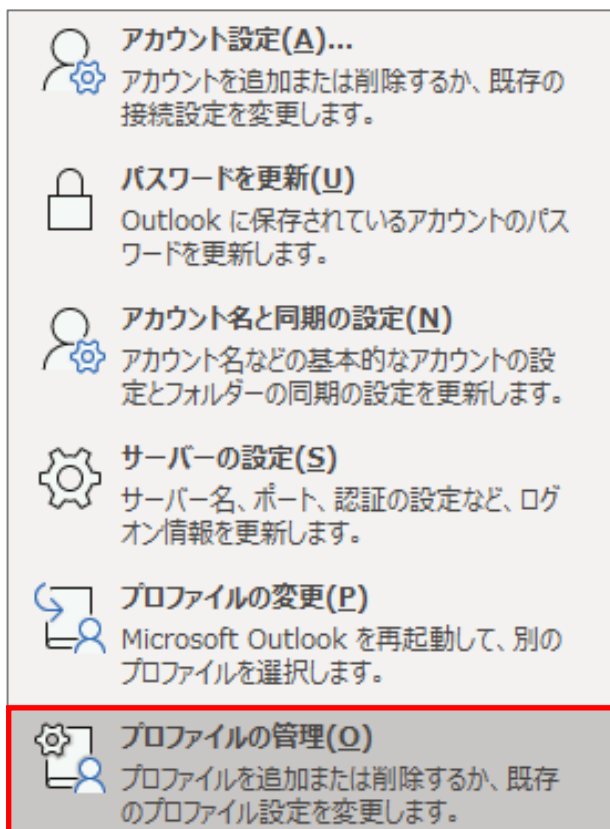 アカウント設定(A)...
アカウントを追加または削除するか、既存の
接続設定を変更します。
パスワードを更新(U)
Outlook に保存されているアカウントのパス
ワードを更新します。
アカウント名と同期の設定(N)
アカウント名などの基本的なアカウントの設
定とフォルダーの同期の設定を更新します。
サーバーの設定(S)
サーバー名、ポート、認証の設定など、ログ
オン情報を更新します。
プロファイルの変更(P)
Microsoft Outlook を再起動して、別の
プロファイルを選択します。
プロファイルの管理(O)
プロファイルを追加または削除するか、既存
のプロファイル設定を変更します。